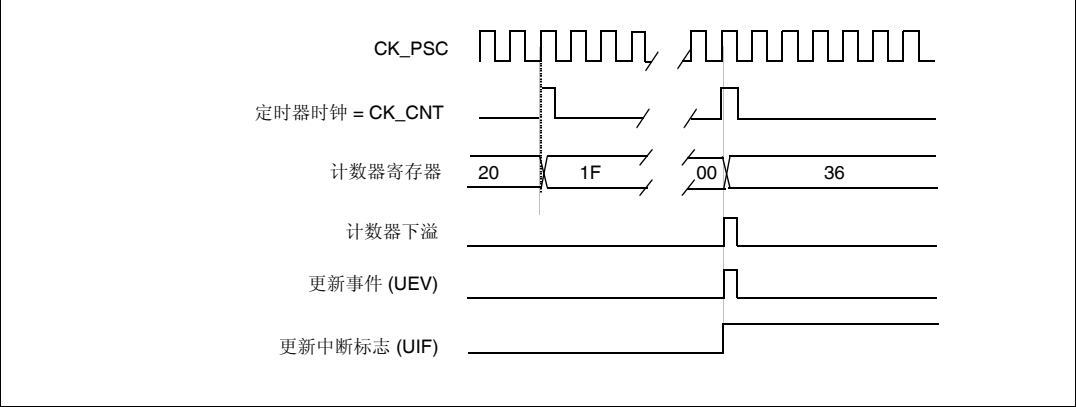 CK_PSC
定时器时钟 = CK_CNT
计数器寄存器 20 1F 00 36
计数器下溢
更新事件 (UEV)
更新中断标志 (UIF)